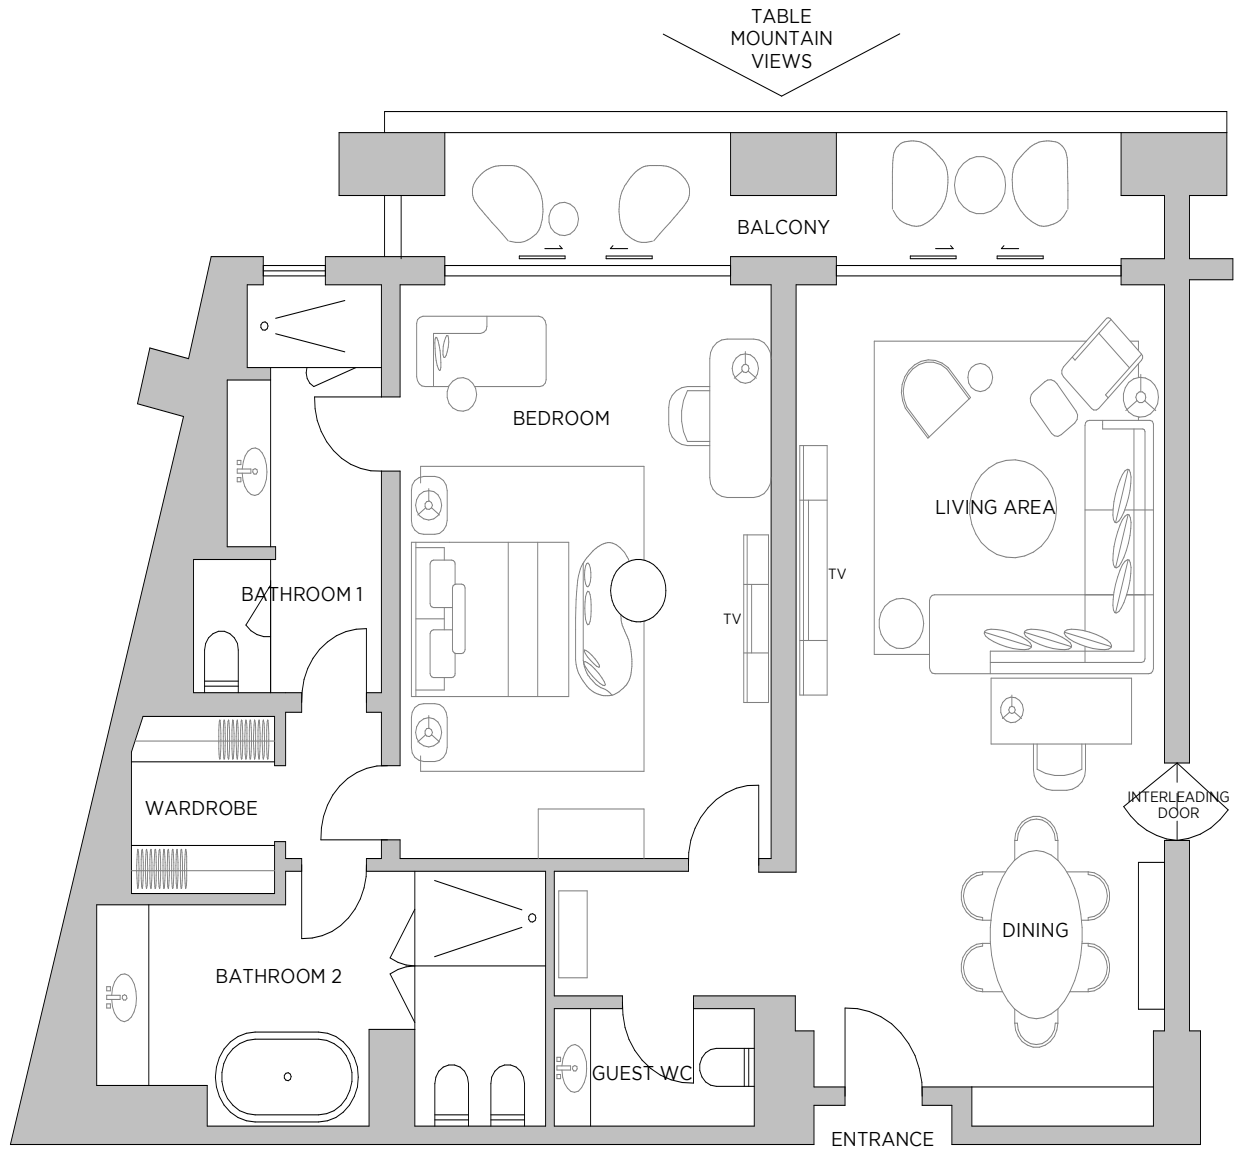 TABLE
MOUNTAIN
VIEWS
BALCONY
BEDROOM
LIVING AREA
TV
BATHROOM 1
TV
WARDROBE
INTERLEADING
DOOR
DINING
BATHROOM 2
GUEST WC
ENTRANCE